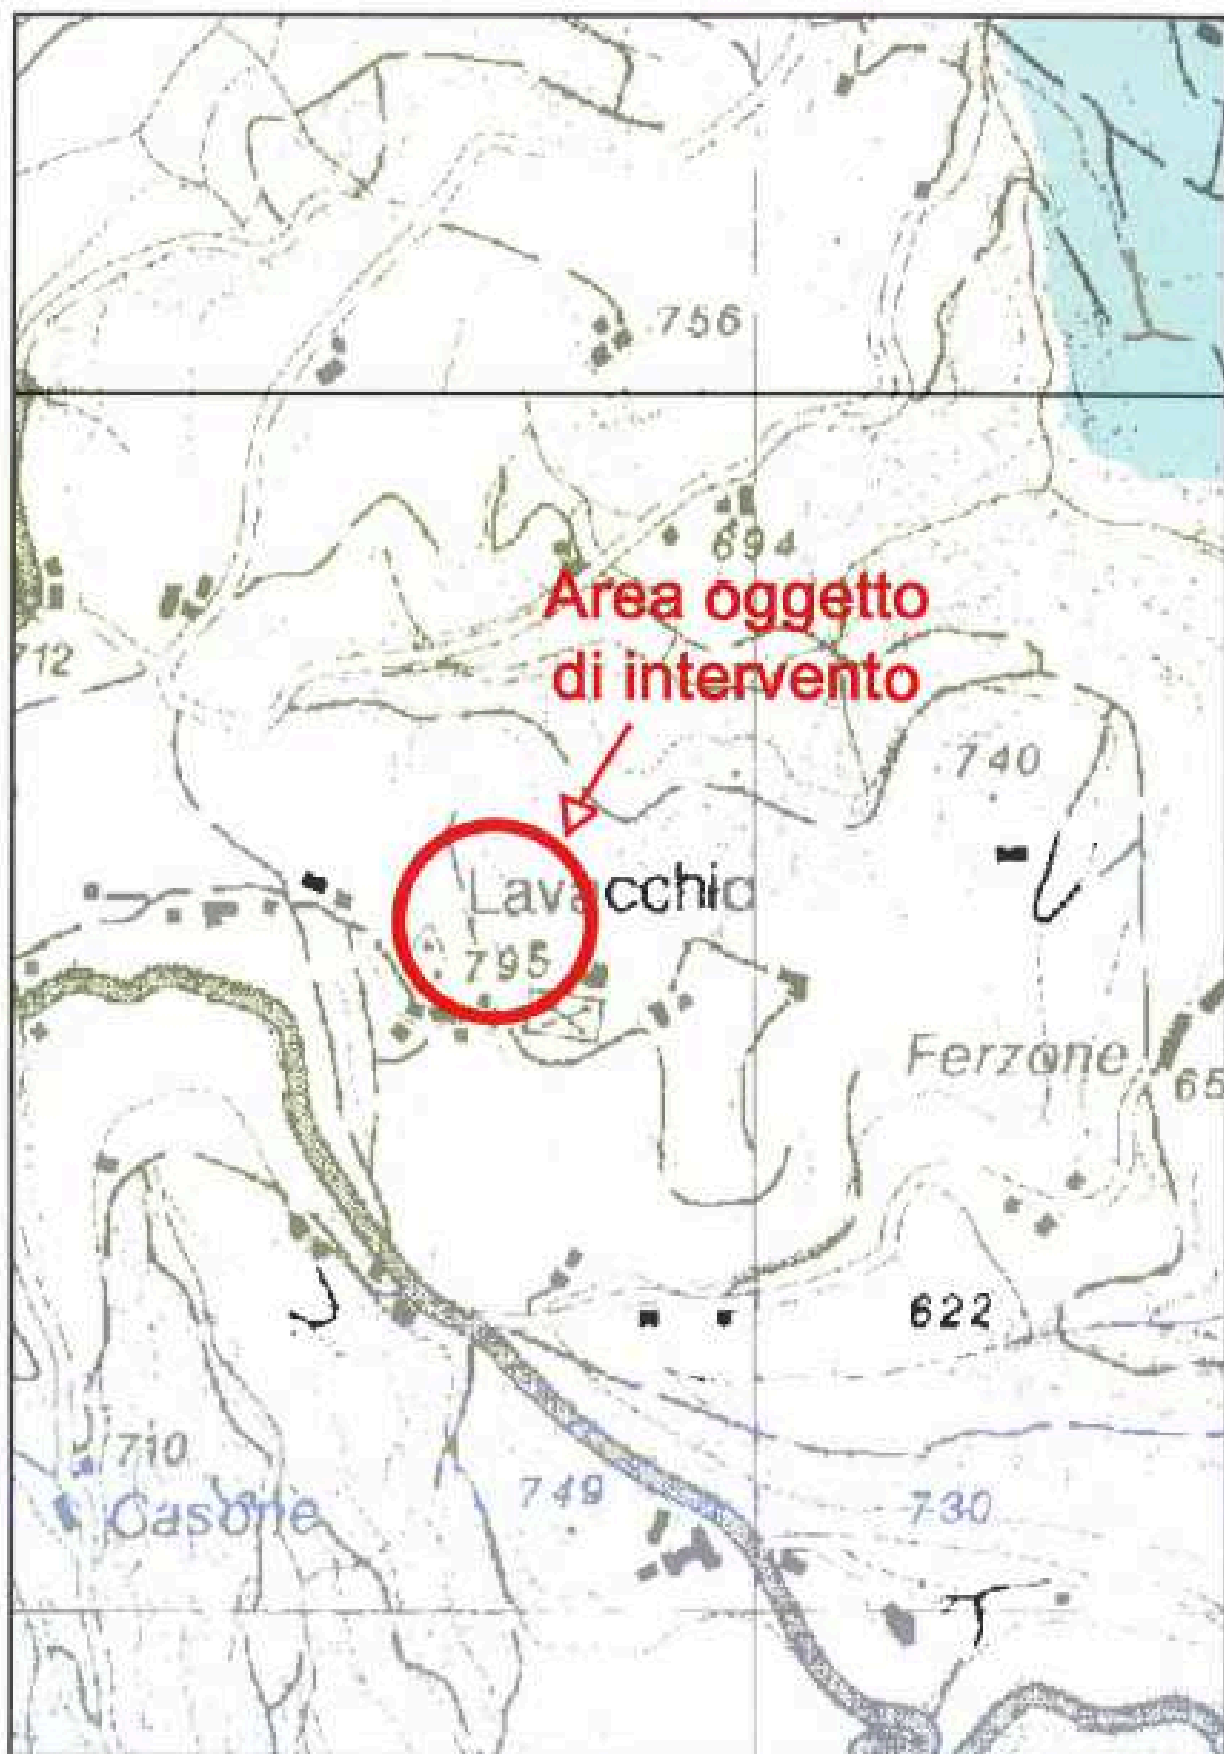 756
694
Area oggetto
di intervento
712
740
Lavacchio
795
Ferzone
65
622
710
749
730
Casone